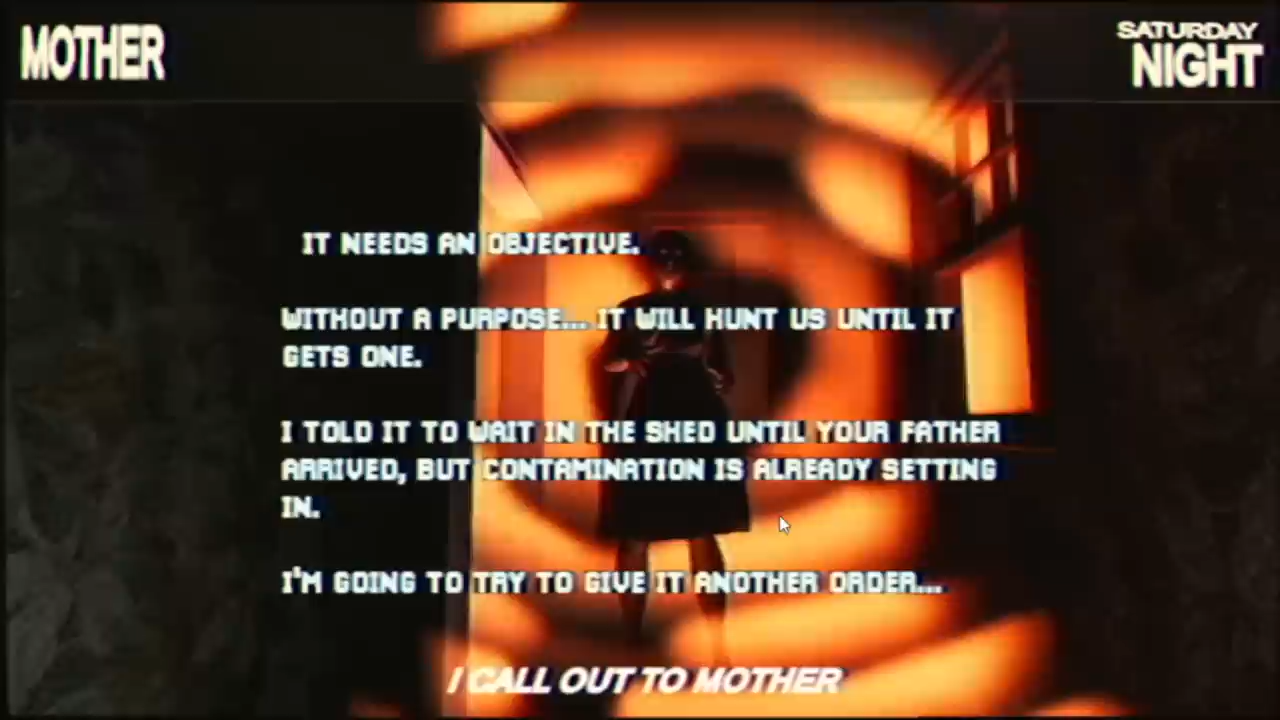 MOTHER
SATURDAY
NIGHT
IT NEEDS AN OBJECTIVE.
WITHOUT A PURPOSE... IT WILL HUNT US UNTIL IT
GETS ONE.
I TOLD IT TO WAIT IN THE SHED UNTIL YOUR FATHER
ARRIVED, BUT CONTAMINATION IS ALREADY SETTING
IN.
I'M GOING TO TRY TO GIVE IT ANOTHER ORDER...
I CALL OUT TO MOTHER